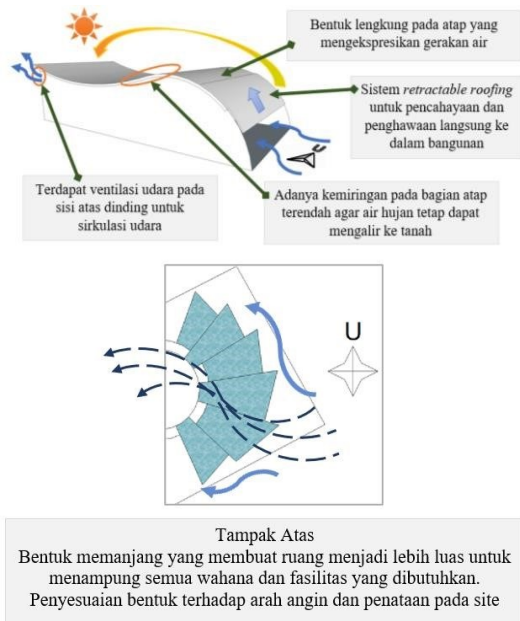 Bentuk lengkung pada atap yang
mengekspresikan gerakan air
Sistem retractable roofing
untuk pencahayaan dan
penghawaan langsung ke
dalam bangunan
U
Terdapat ventilasi udara pada
sisi atas dinding untuk
sirkulasi udara
Adanya kemiringan pada bagian atap
terendah agar air hujan tetap dapat
mengalir ke tanah
U
Tampak Atas
Bentuk memanjang yang membuat ruang menjadi lebih luas untuk
menampung semua wahana dan fasilitas yang dibutuhkan.
Penyesuaian bentuk terhadap arah angin dan penataan pada site